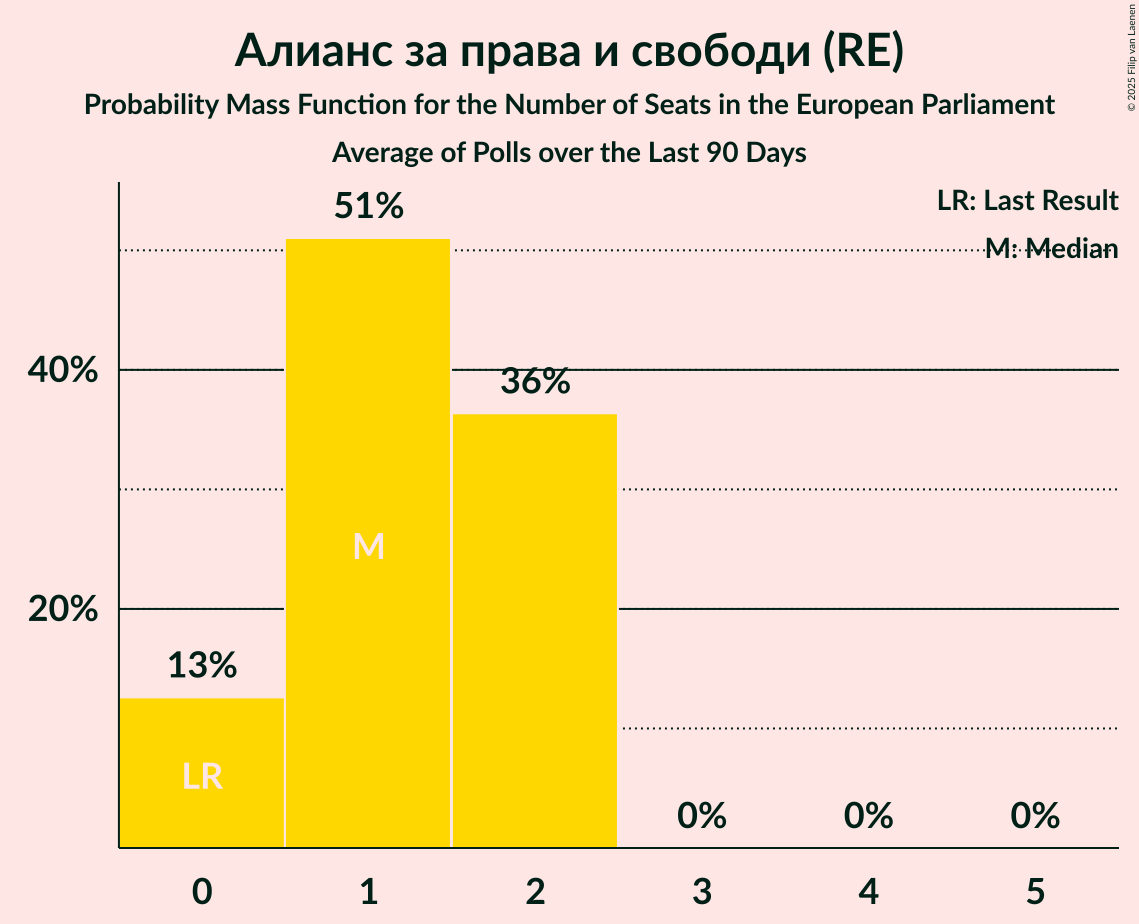 Алианс за права и свободи (RE)
Probability Mass Function for the Number of Seats in the European Parliament
Average of Polls over the Last 90 Days
© 2025 Filip van Laenen
LR: Last Result
M: Median
51%
40%
36%
M
20%
13%
LR
0%
0%
0%
0
1
2
3
4
5